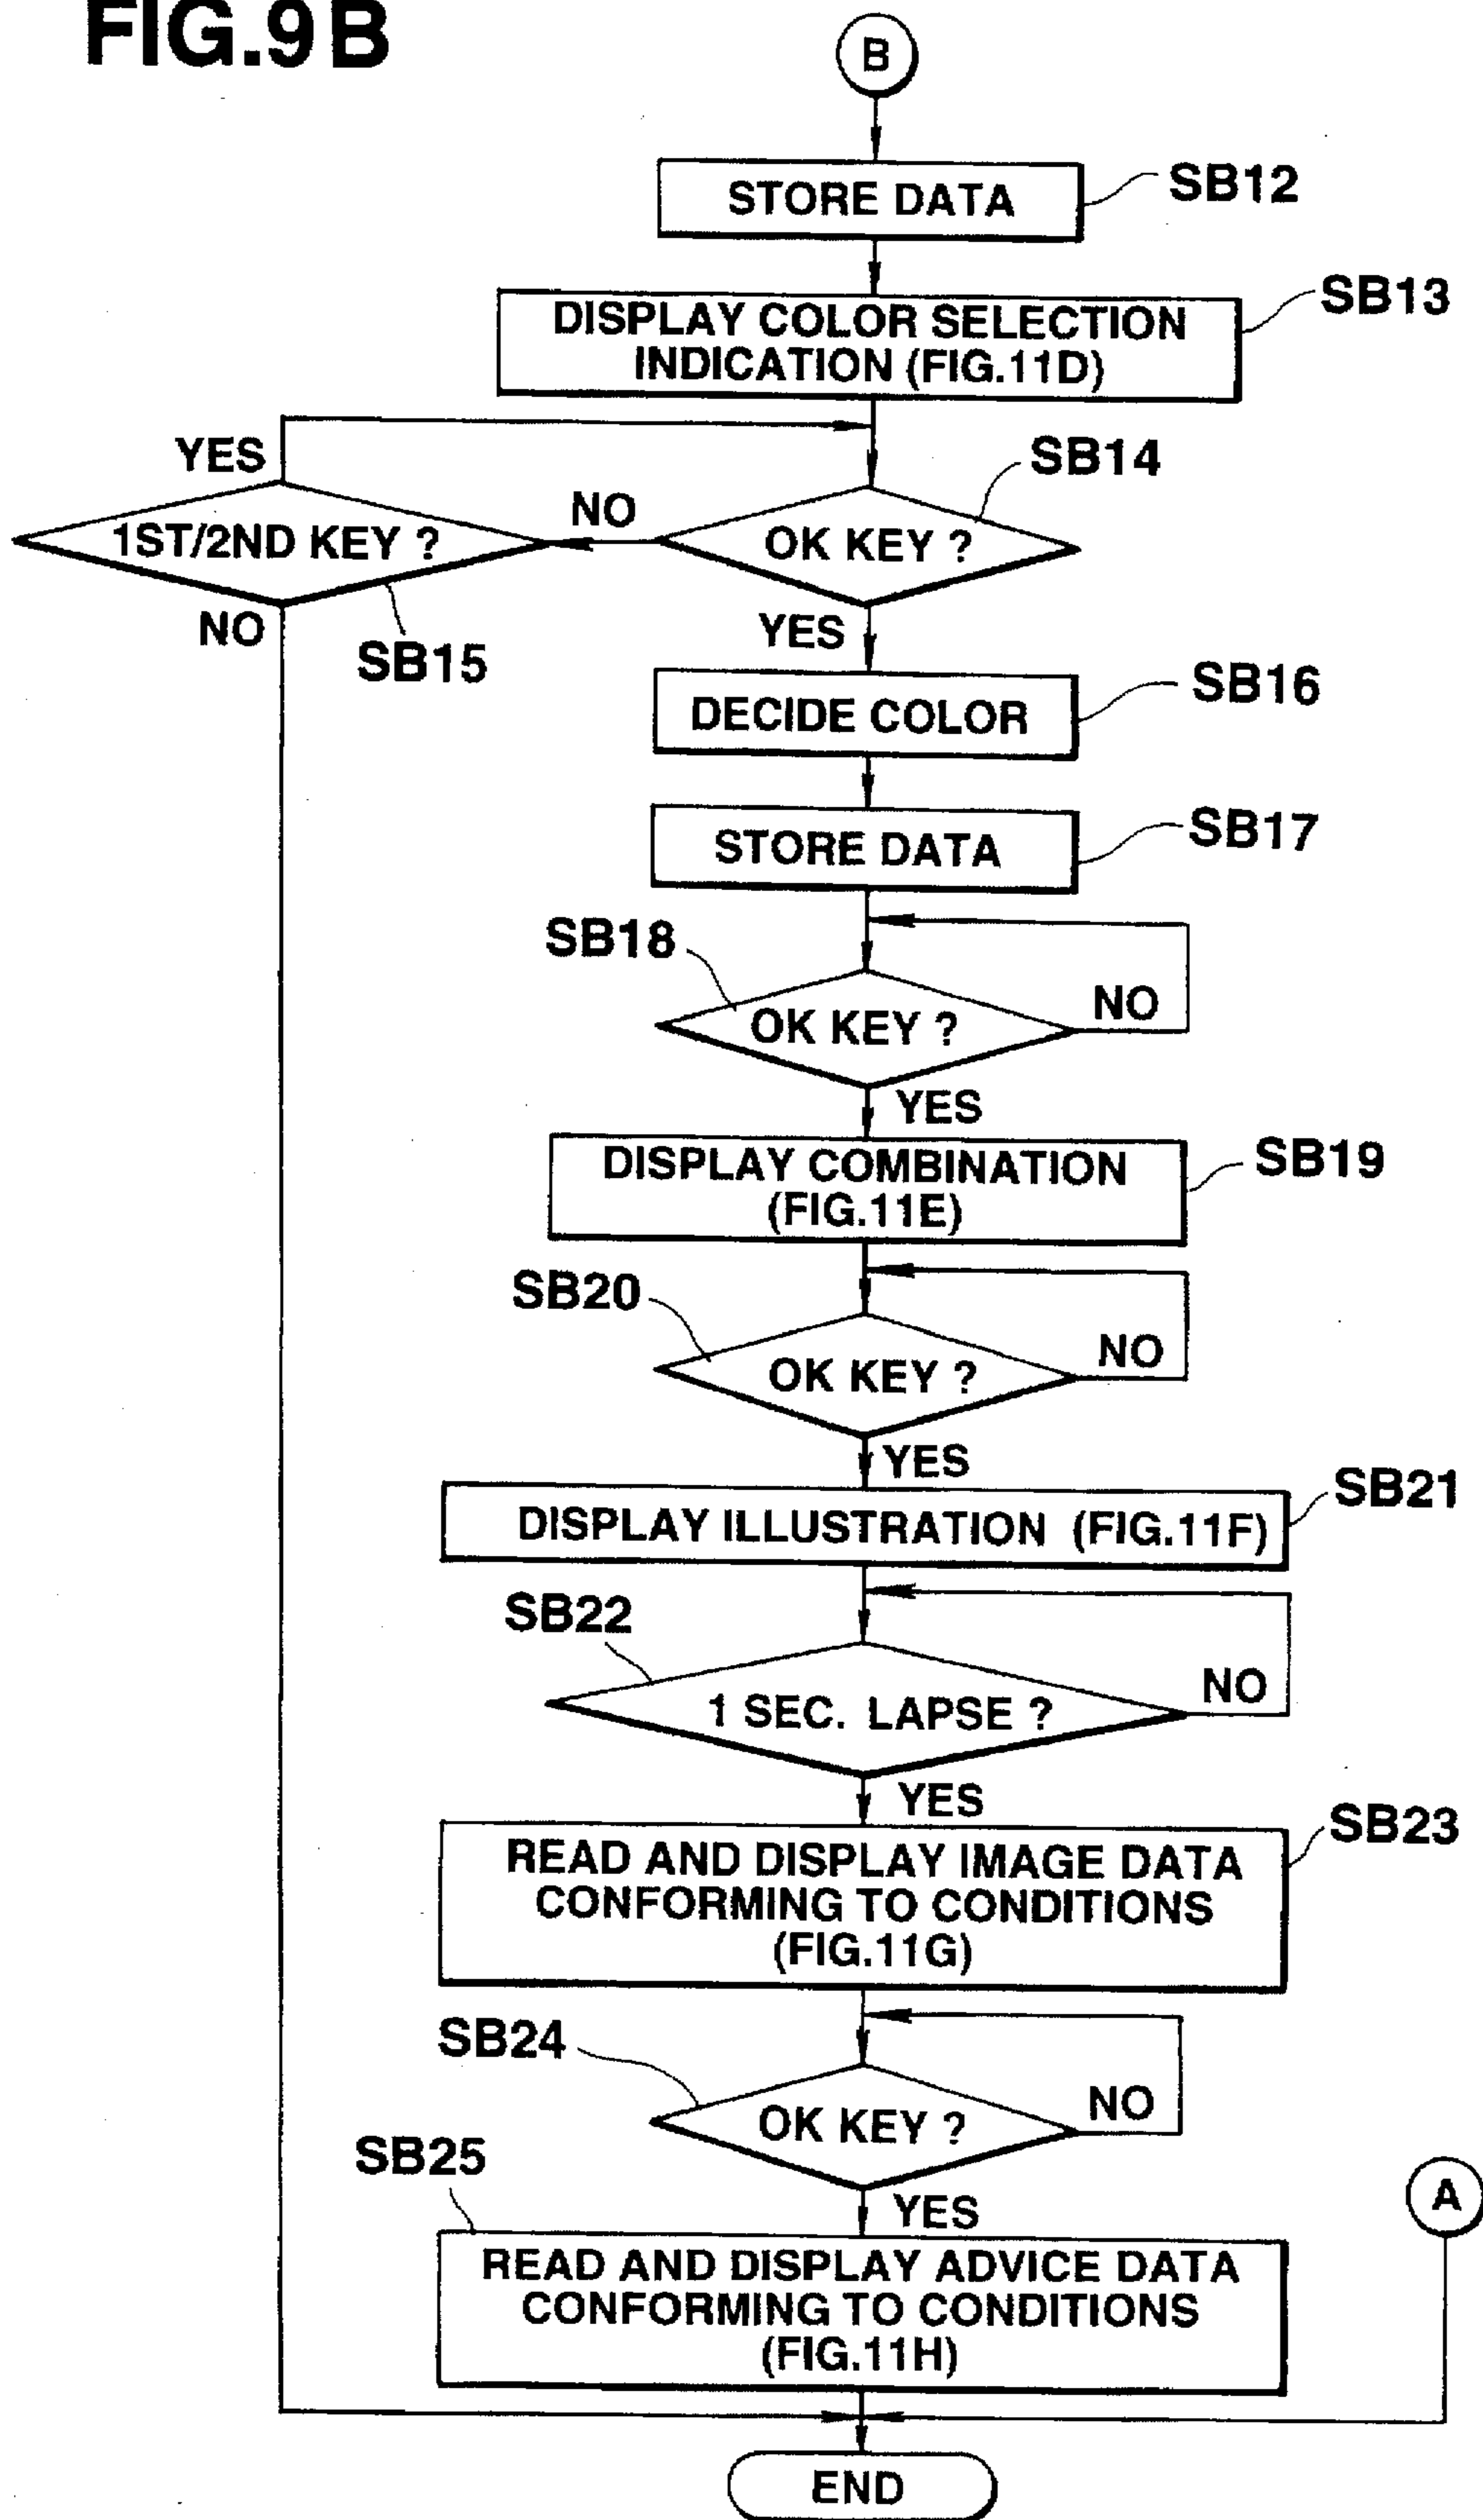 FIG.9B
B
STORE DATA
SB12
DISPLAY COLOR SELECTION
INDICATION (FIG.11D)
SB13
YES
SB14
1ST/2ND KEY ?
NO
OK KEY ?
NO
SB15
YES
DECIDE COLOR
SB16
STORE DATA
SB17
SB18
OK KEY ?
NO
YES
DISPLAY COMBINATION
(FIG.11E)
SB19
SB20
OK KEY ?
NO
YES
DISPLAY ILLUSTRATION (FIG.11F)
SB21
SB22
1 SEC. LAPSE ?
NO
YES
READ AND DISPLAY IMAGE DATA
CONFORMING TO CONDITIONS
(FIG.11G)
SB23
SB24
OK KEY ?
NO
YES
SB25
A
READ AND DISPLAY ADVICE DATA
CONFORMING TO CONDITIONS
(FIG.11H)
END